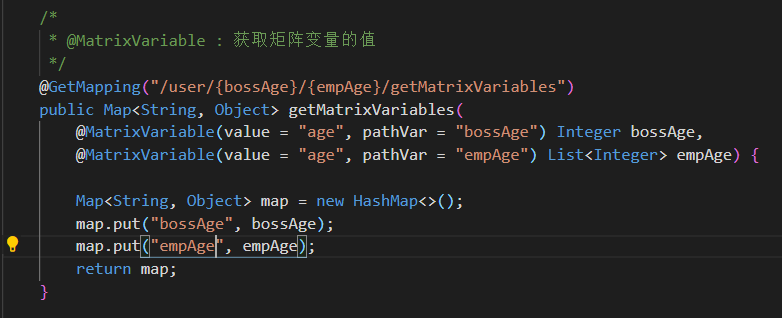 /*
 * @MatrixVariable : 获取矩阵变量的值
 */
@GetMapping("/user/{bossAge}/{empAge}/getMatrixVariables")
public Map<String, Object> getMatrixVariables(
    @MatrixVariable(value = "age", pathVar = "bossAge") Integer bossAge,
    @MatrixVariable(value = "age", pathVar = "empAge") List<Integer> empAge) {
    Map<String, Object> map = new HashMap<>();
    map.put("bossAge", bossAge);
    map.put("empAge", empAge);
    return map;
}